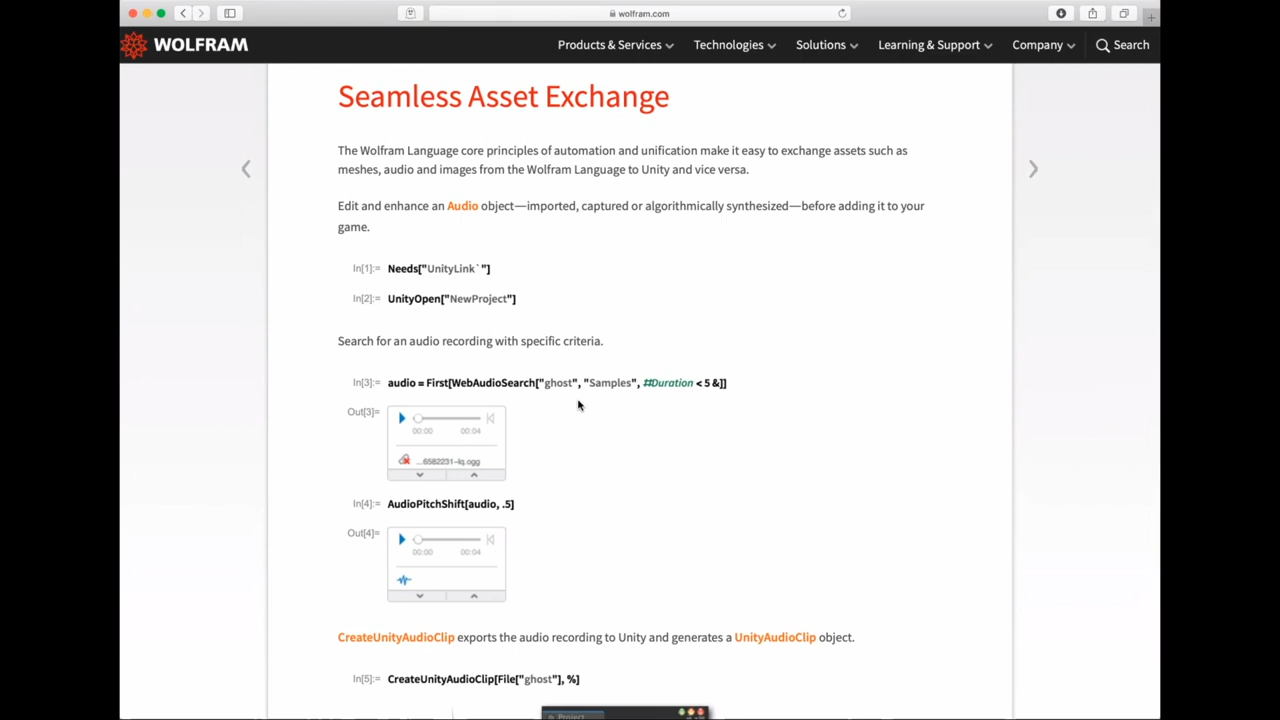 wolfram.com
WOLFRAM
Products & Services
Technologies
Solutions
Learning & Support
Company
Search
Seamless Asset Exchange
The Wolfram Language core principles of automation and unification make it easy to exchange assets such as
meshes, audio and images from the Wolfram Language to Unity and vice versa.
Edit and enhance an Audio object—imported, captured or algorithmically synthesized—before adding it to your
game.
In[1]:= Needs["UnityLink`"]
In[2]:= UnityOpen["NewProject"]
Search for an audio recording with specific criteria.
In[3]:= audio = First[WebAudioSearch["ghost", "Samples", #Duration < 5 &]]
Out[3]=
00:00 00:04
...6582231-lq.ogg
In[4]:= AudioPitchShift[audio, .5]
Out[4]=
00:00 00:04
CreateUnityAudioClip exports the audio recording to Unity and generates a UnityAudioClip object.
In[5]:= CreateUnityAudioClip[File["ghost"], %]
Project